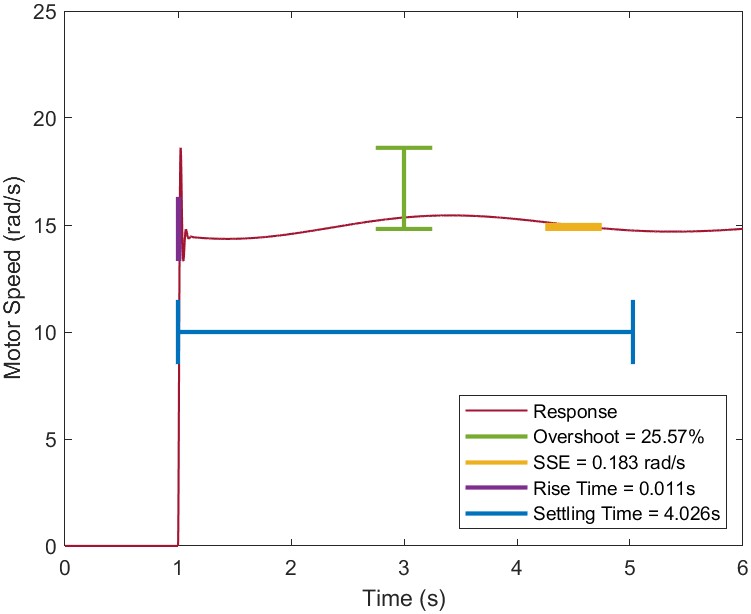 25
20
15
10
5
0
Motor Speed (rad/s)
Response
Overshoot = 25.57%
SSE = 0.183 rad/s
Rise Time = 0.011s
Settling Time = 4.026s
0 1 2 3 4 5 6
Time (s)